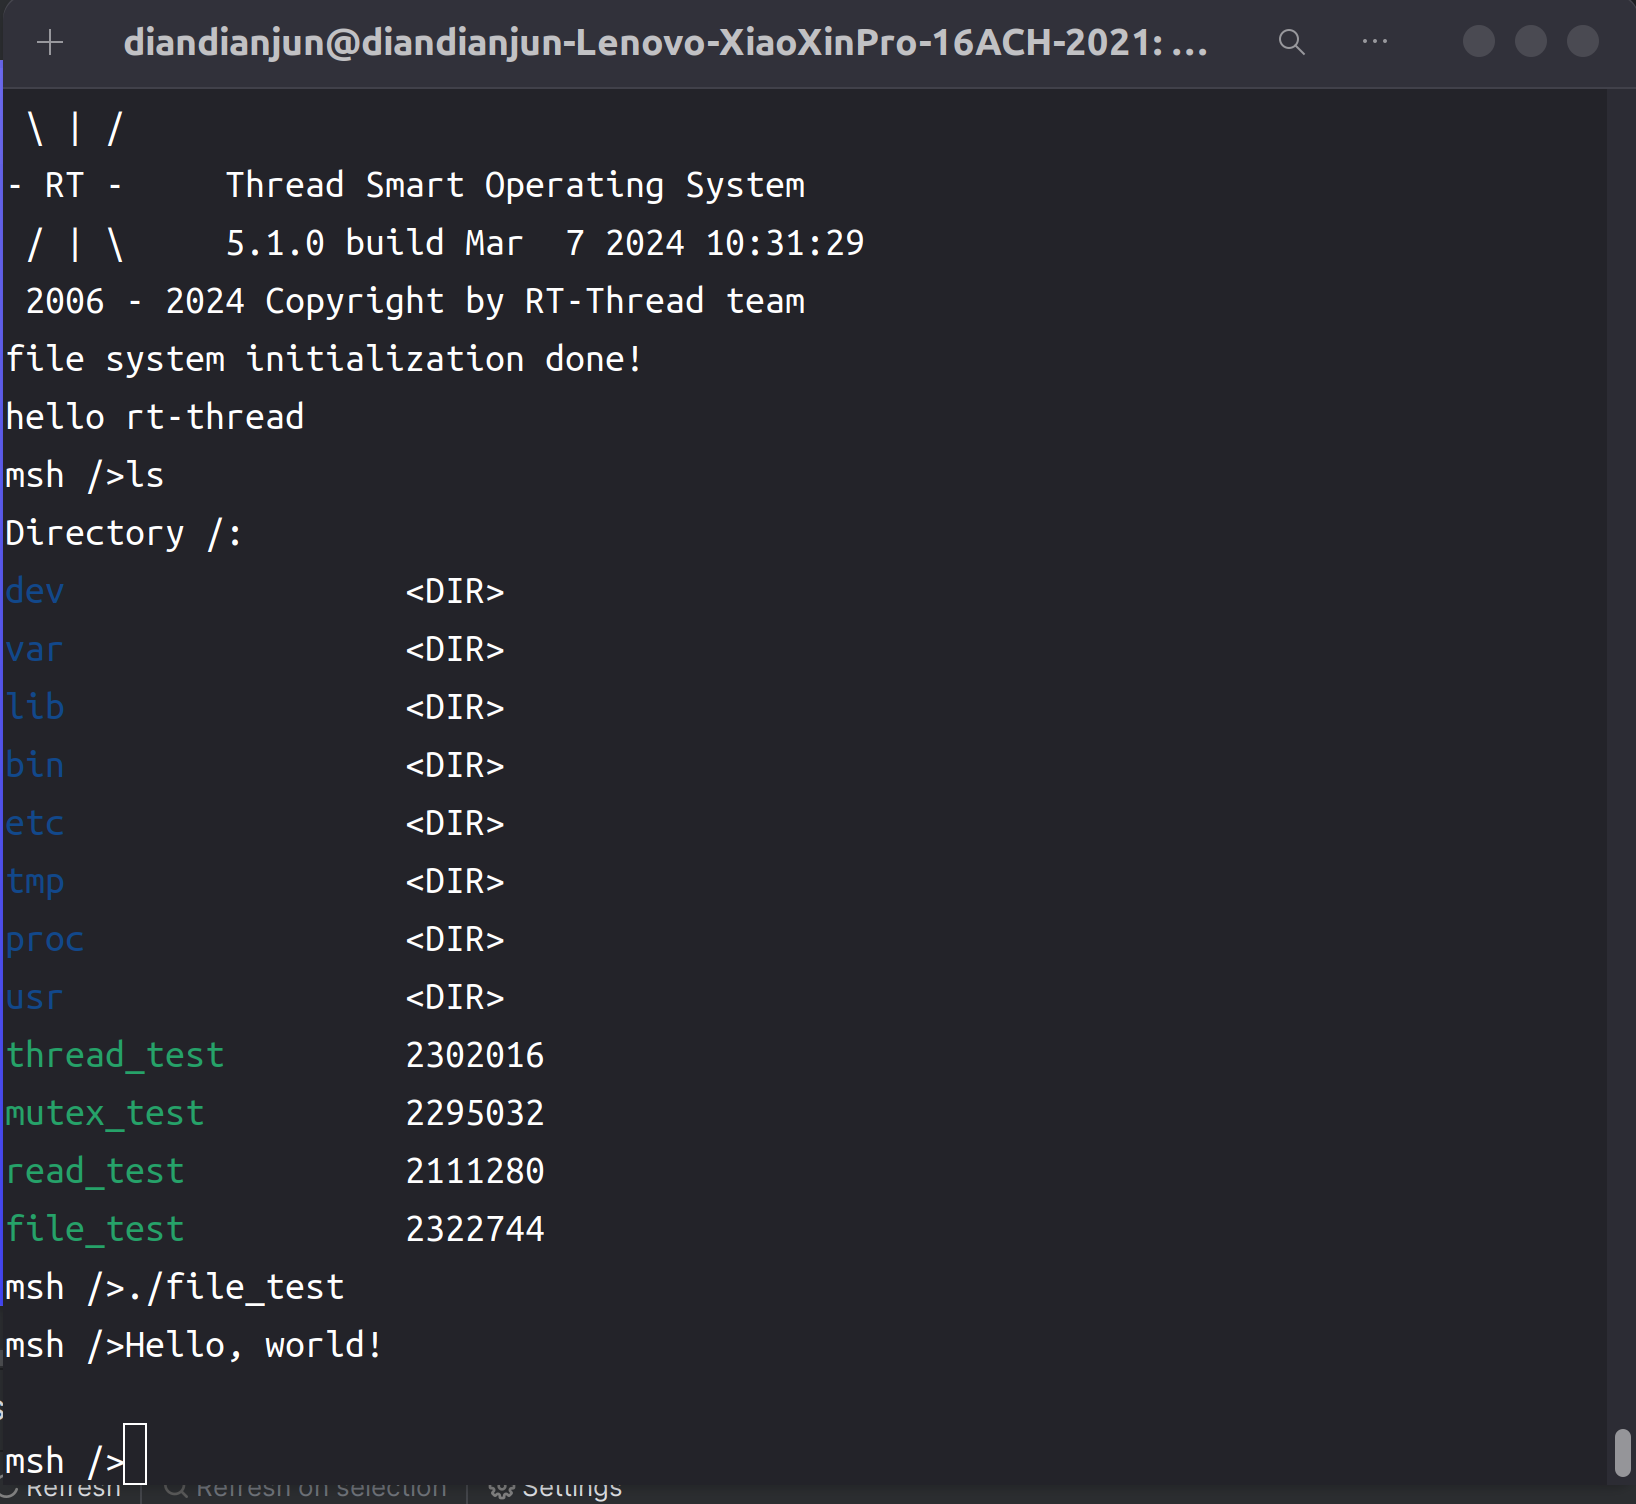 diandianjun@diandianjun-Lenovo-XiaoXinPro-16ACH-2021: ...
 \ | /
- RT -     Thread Smart Operating System
 / | \     5.1.0 build Mar  7 2024 10:31:29
 2006 - 2024 Copyright by RT-Thread team
file system initialization done!
hello rt-thread
msh />ls
Directory /:
dev                 <DIR>
var                 <DIR>
lib                 <DIR>
bin                 <DIR>
etc                 <DIR>
tmp                 <DIR>
proc                <DIR>
usr                 <DIR>
thread_test         2302016
mutex_test          2295032
read_test           2111280
file_test           2322744
msh />./file_test
msh />Hello, world!
msh />
Refresh Refresh on selection Settings